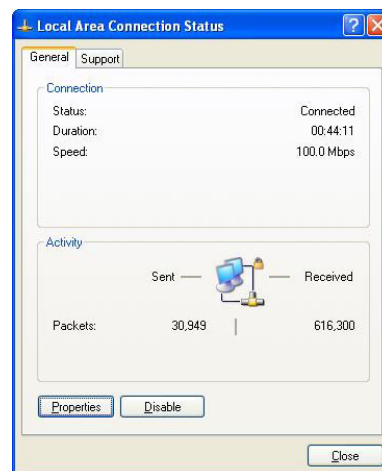 Local Area Connection Status
General Support
Connection
Status: Connected
Duration: 00:44:11
Speed: 100.0 Mbps
Activity
Sent — — Received
Packets: 30,949 | 616,300
Properties Disable
Close